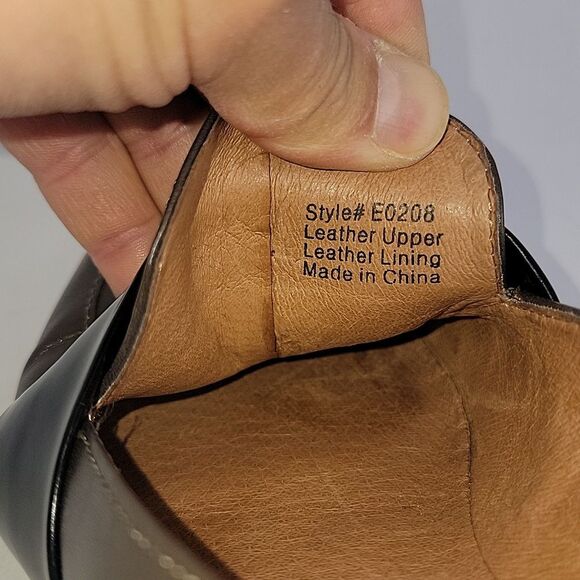 Style# E0208
Leather Upper
Leather Lining
Made in China